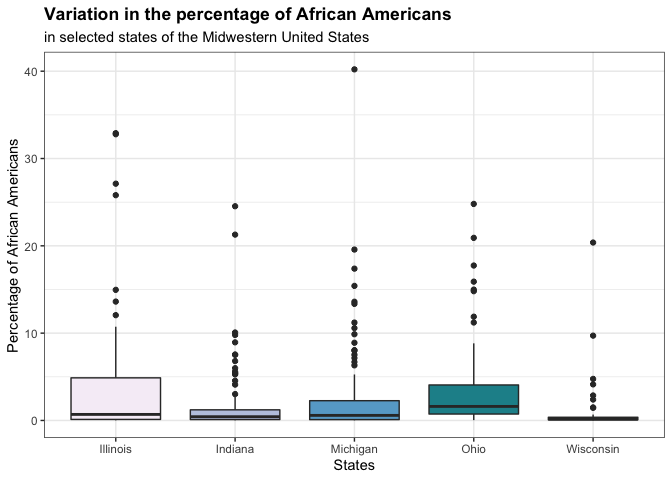 Variation in the percentage of African Americans
in selected states of the Midwestern United States
Percentage of African Americans
40
30
20
10
0
Illinois Indiana Michigan Ohio Wisconsin
States